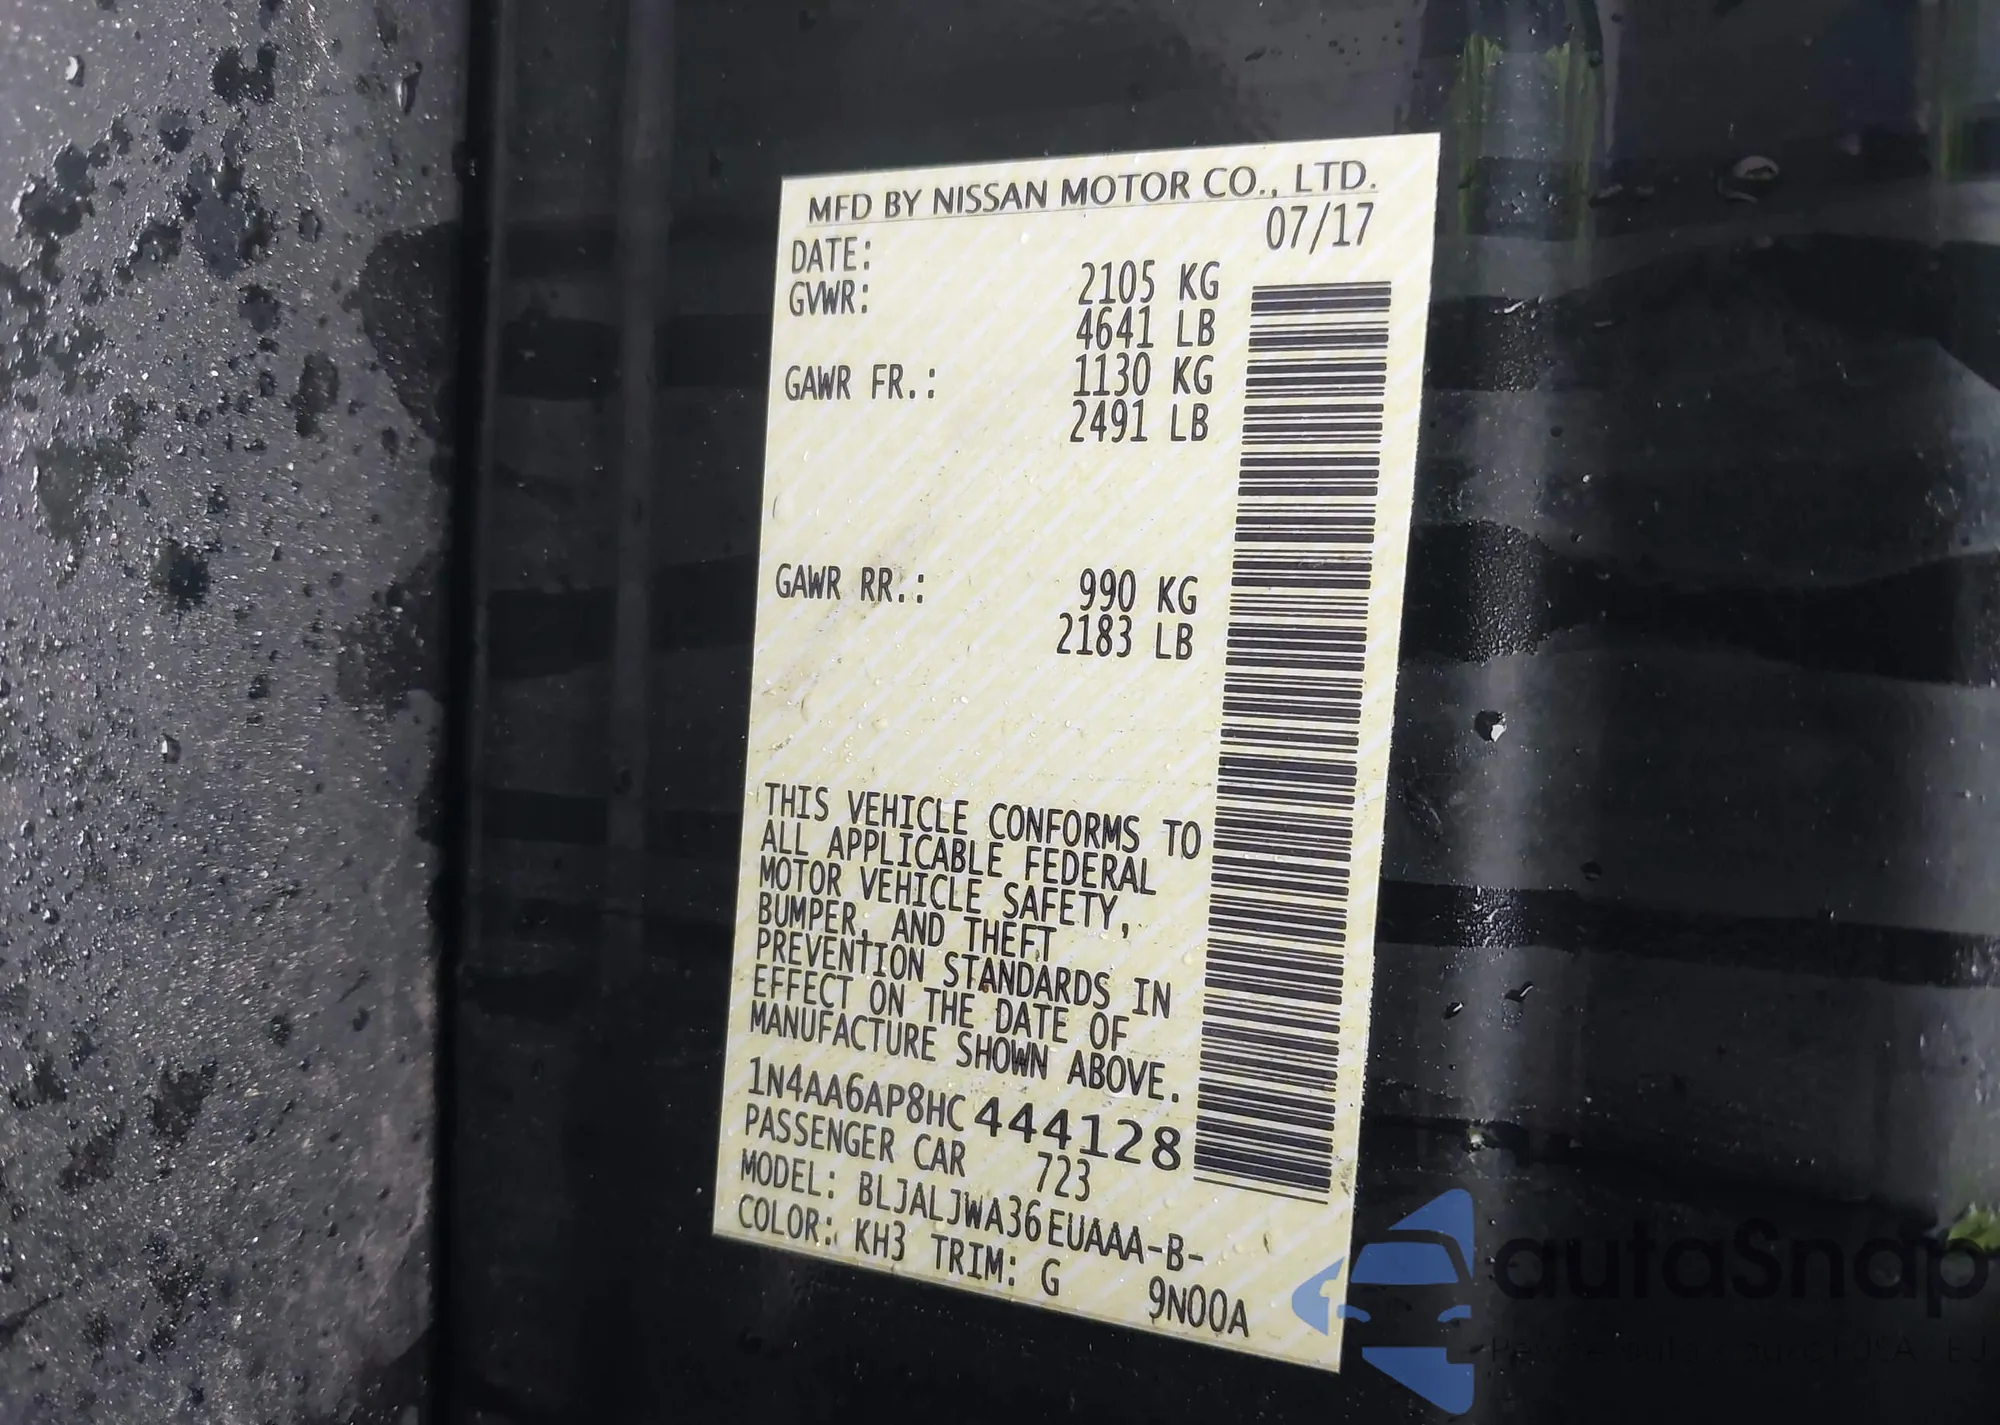 MFD BY NISSAN MOTOR CO., LTD.
DATE: 07/17
GVWR: 2105 KG
4641 LB
GAWR FR.: 1130 KG
2491 LB
GAWR RR.: 990 KG
2183 LB
THIS VEHICLE CONFORMS TO
ALL APPLICABLE FEDERAL
MOTOR VEHICLE SAFETY,
BUMPER, AND THEFT
PREVENTION STANDARDS IN
EFFECT ON THE DATE OF
MANUFACTURE SHOWN ABOVE.
1N4AA6AP8HC444128
PASSENGER CAR 723
MODEL: BLJALJWA36EUAAA-B-
COLOR: KH3 TRIM: G 9N00A
autaSnap